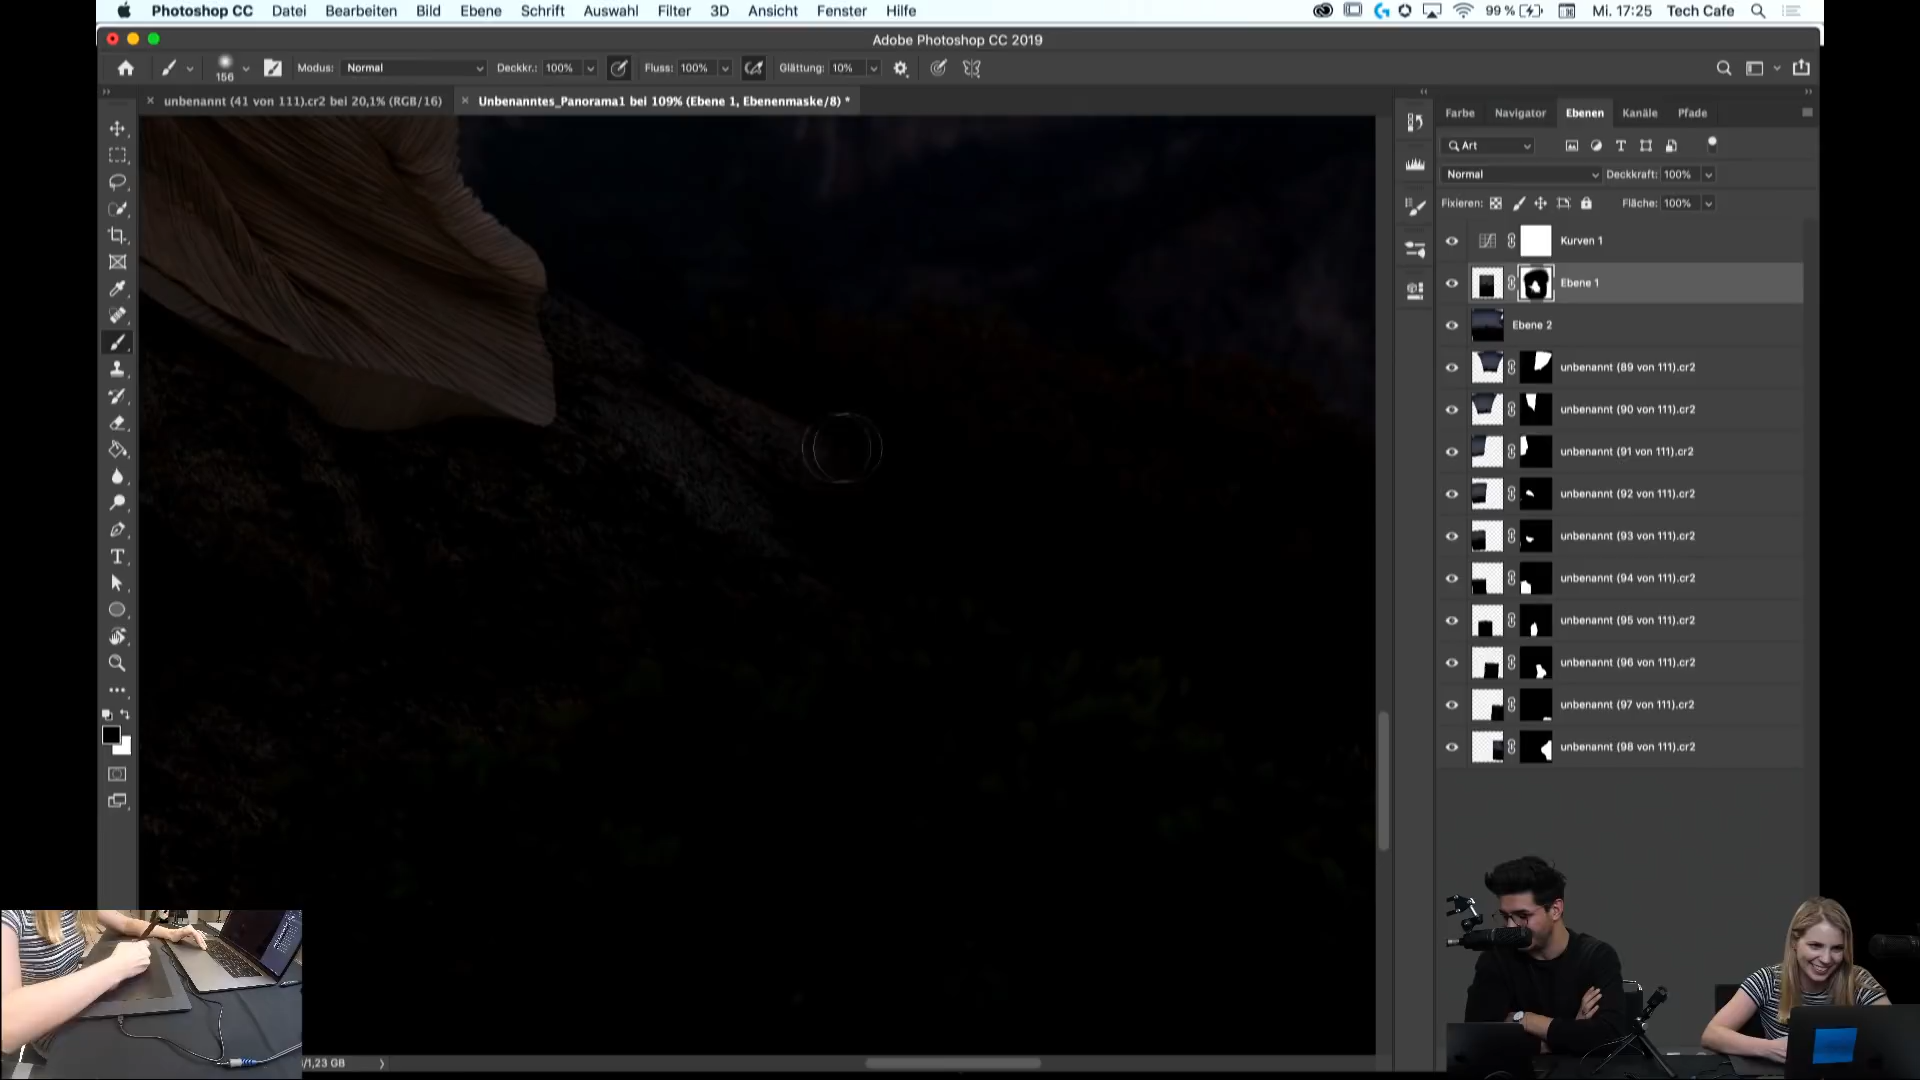 Photoshop CC Datei Bearbeiten Bild Ebene Schrift Auswahl Filter 3D Ansicht Fenster Hilfe 99 % Mi. 17:25 Tech Cafe
Adobe Photoshop CC 2019
156 Modus: Normal Deckkr.: 100% Fluss: 100% Glättung: 10%
unbenannt (41 von 111).cr2 bei 20,1% (RGB/16) Unbenanntes_Panorama1 bei 109% (Ebene 1, Ebenenmaske/8) *
Farbe Navigator Ebenen Kanäle Pfade
Art
Normal Deckkraft: 100%
Fixieren: Fläche: 100%
Kurven 1
Ebene 1
Ebene 2
unbenannt (89 von 111).cr2
unbenannt (90 von 111).cr2
unbenannt (91 von 111).cr2
unbenannt (92 von 111).cr2
unbenannt (93 von 111).cr2
unbenannt (94 von 111).cr2
unbenannt (95 von 111).cr2
unbenannt (96 von 111).cr2
unbenannt (97 von 111).cr2
unbenannt (98 von 111).cr2
/1,23 GB